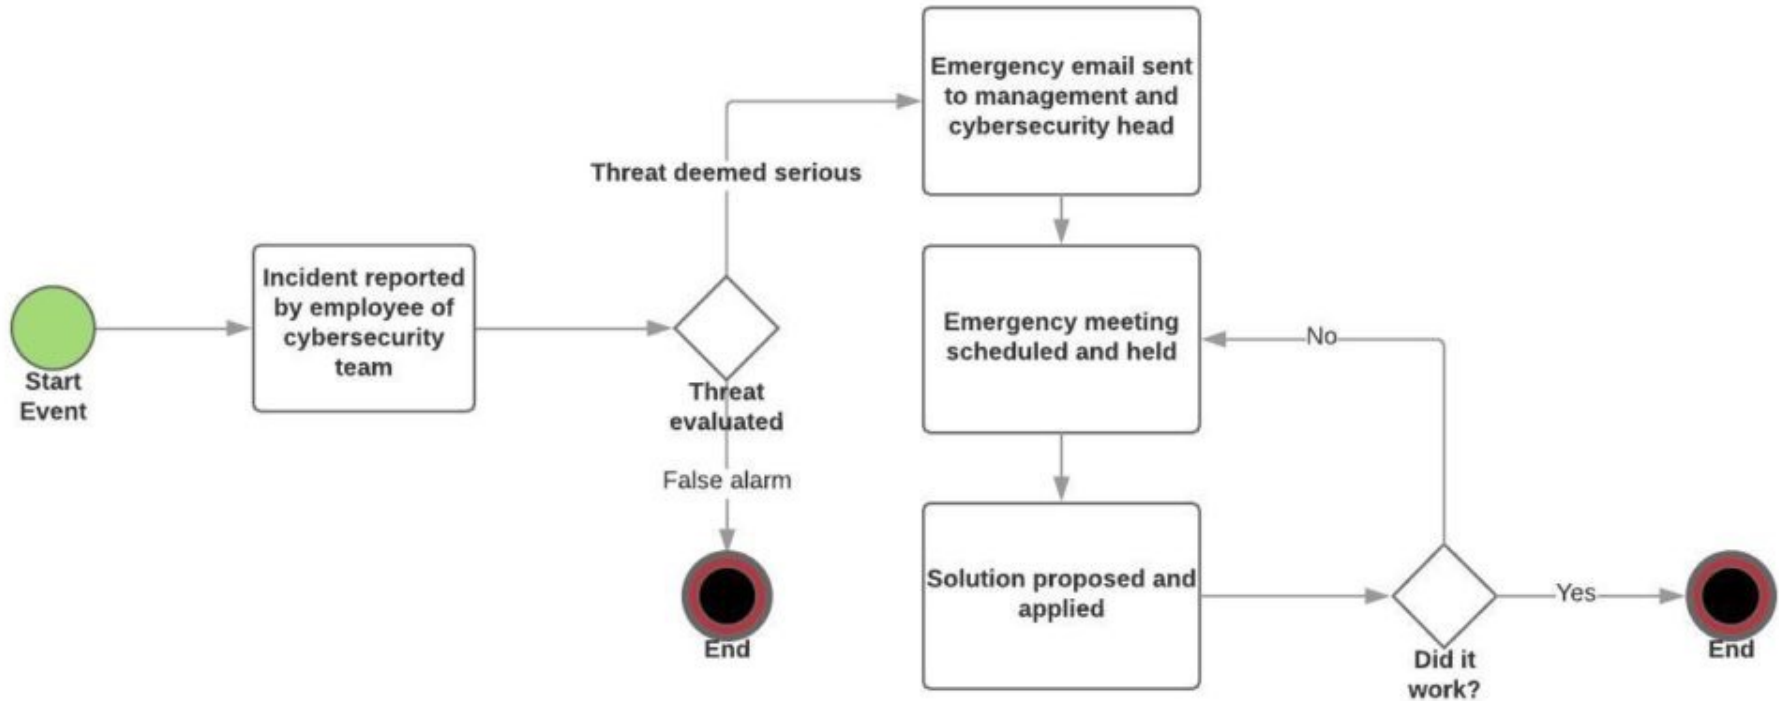 Start
Event
Incident reported
by employee of
cybersecurity
team
Threat deemed serious
Threat
evaluated
False alarm
End
Emergency email sent
to management and
cybersecurity head
Emergency meeting
scheduled and held
Solution proposed and
applied
No
Did it
work?
Yes
End